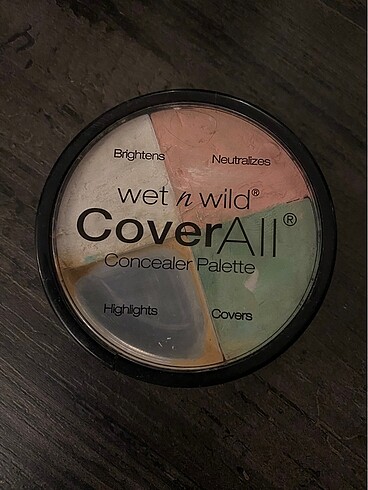 Brightens Neutralizes
wet n wild®
CoverAll®
Concealer Palette
Highlights Covers